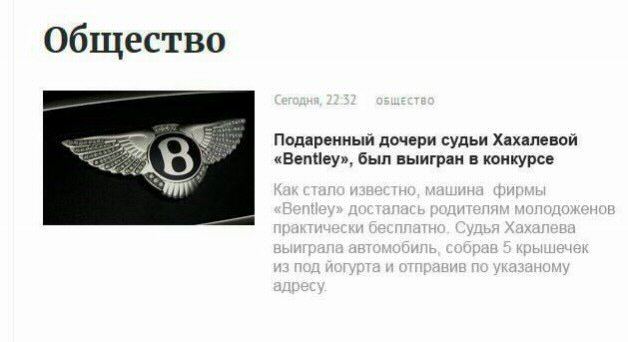 Общество
Сегодня, 22:32 ОБЩЕСТВО
Подаренный дочери судьи Хахалевой
«Bentley», был выигран в конкурсе
Как стало известно, машина фирмы
«Bentley» досталась родителям молодоженов
практически бесплатно. Судья Хахалева
выиграла автомобиль, собрав 5 крышечек
из под йогурта и отправив по указаному
адресу.
B